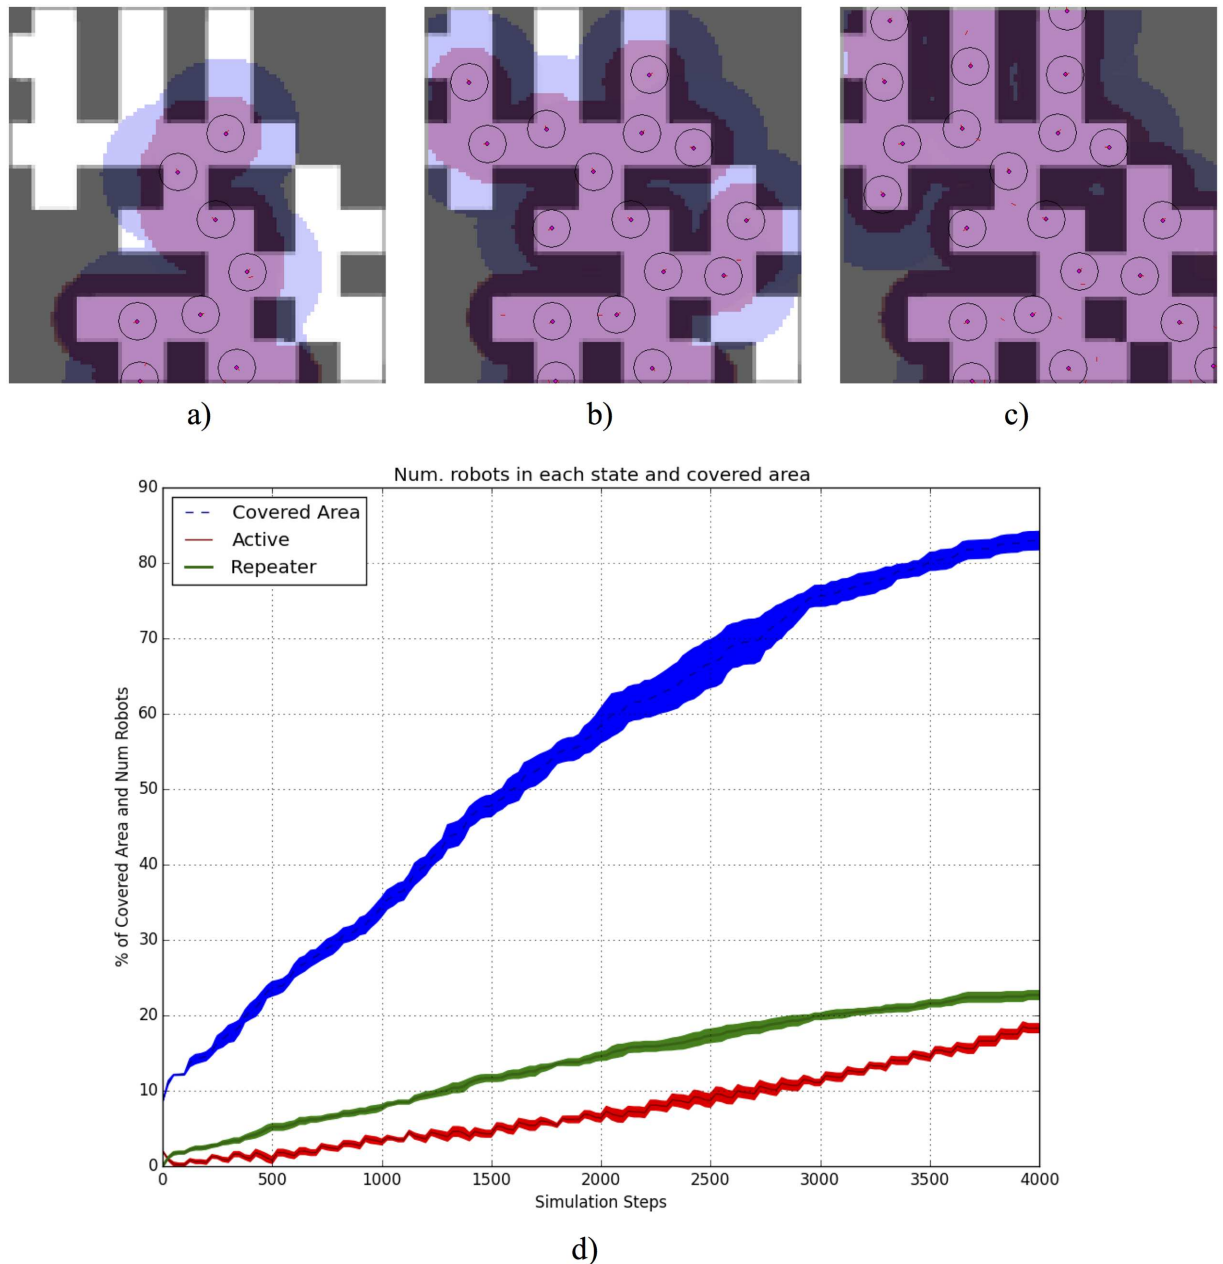 a) b) c)
Num. robots in each state and covered area
Covered Area
Active
Repeater
% of Covered Area and Num Robots
90
80
70
60
50
40
30
20
10
0
0 500 1000 1500 2000 2500 3000 3500 4000
Simulation Steps
d)